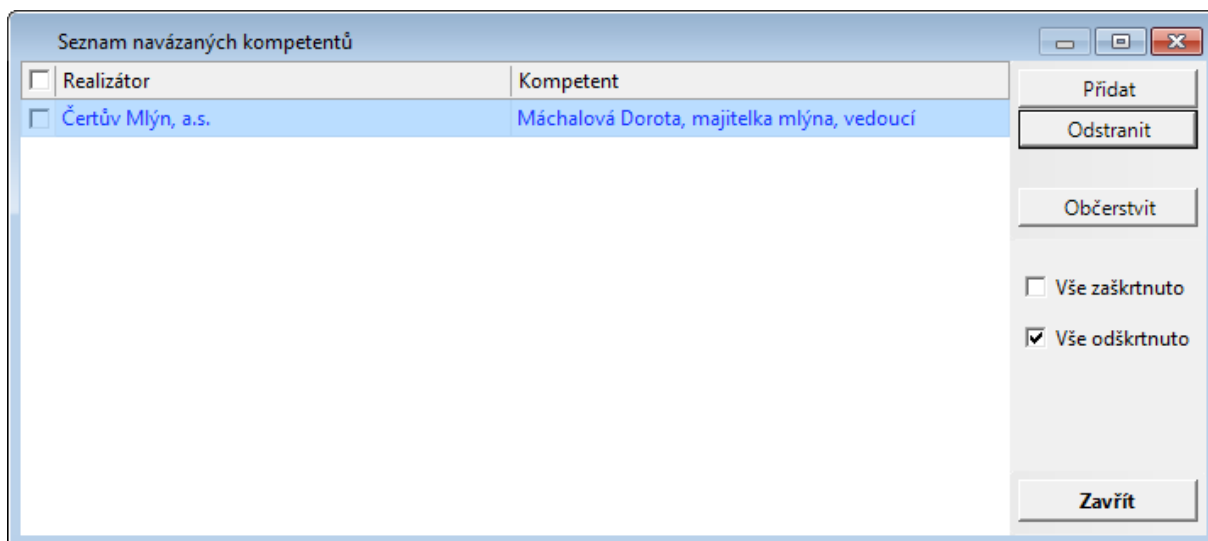 Seznam navázaných kompetentů
Realizátor Kompetent
Čertův Mlýn, a.s. Máchalová Dorota, majitelka mlýna, vedoucí
Přidat
Odstranit
Občerstvit
Vše zaškrtnuto
Vše odškrtnuto
Zavřít